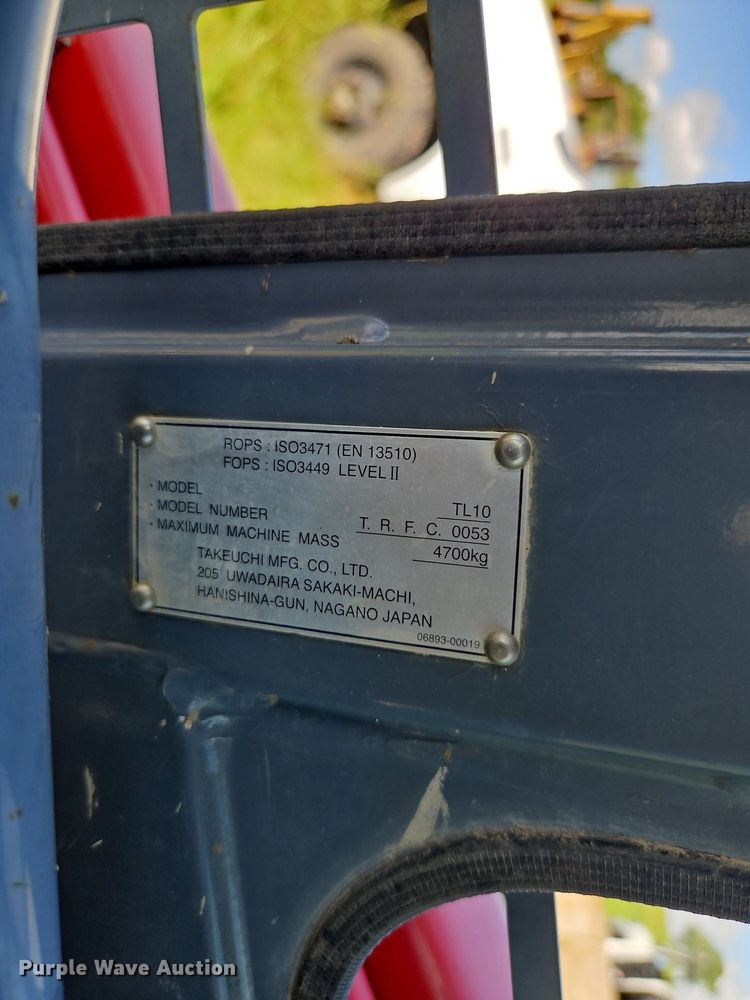 ROPS : ISO3471 (EN 13510)
FOPS : ISO3449 LEVEL II
· MODEL TL10
· MODEL NUMBER T. R. F. C. 0053
· MAXIMUM MACHINE MASS 4700kg
TAKEUCHI MFG. CO., LTD.
205 UWADAIRA SAKAKI-MACHI,
HANISHINA-GUN, NAGANO JAPAN
06893-00019
Purple Wave Auction